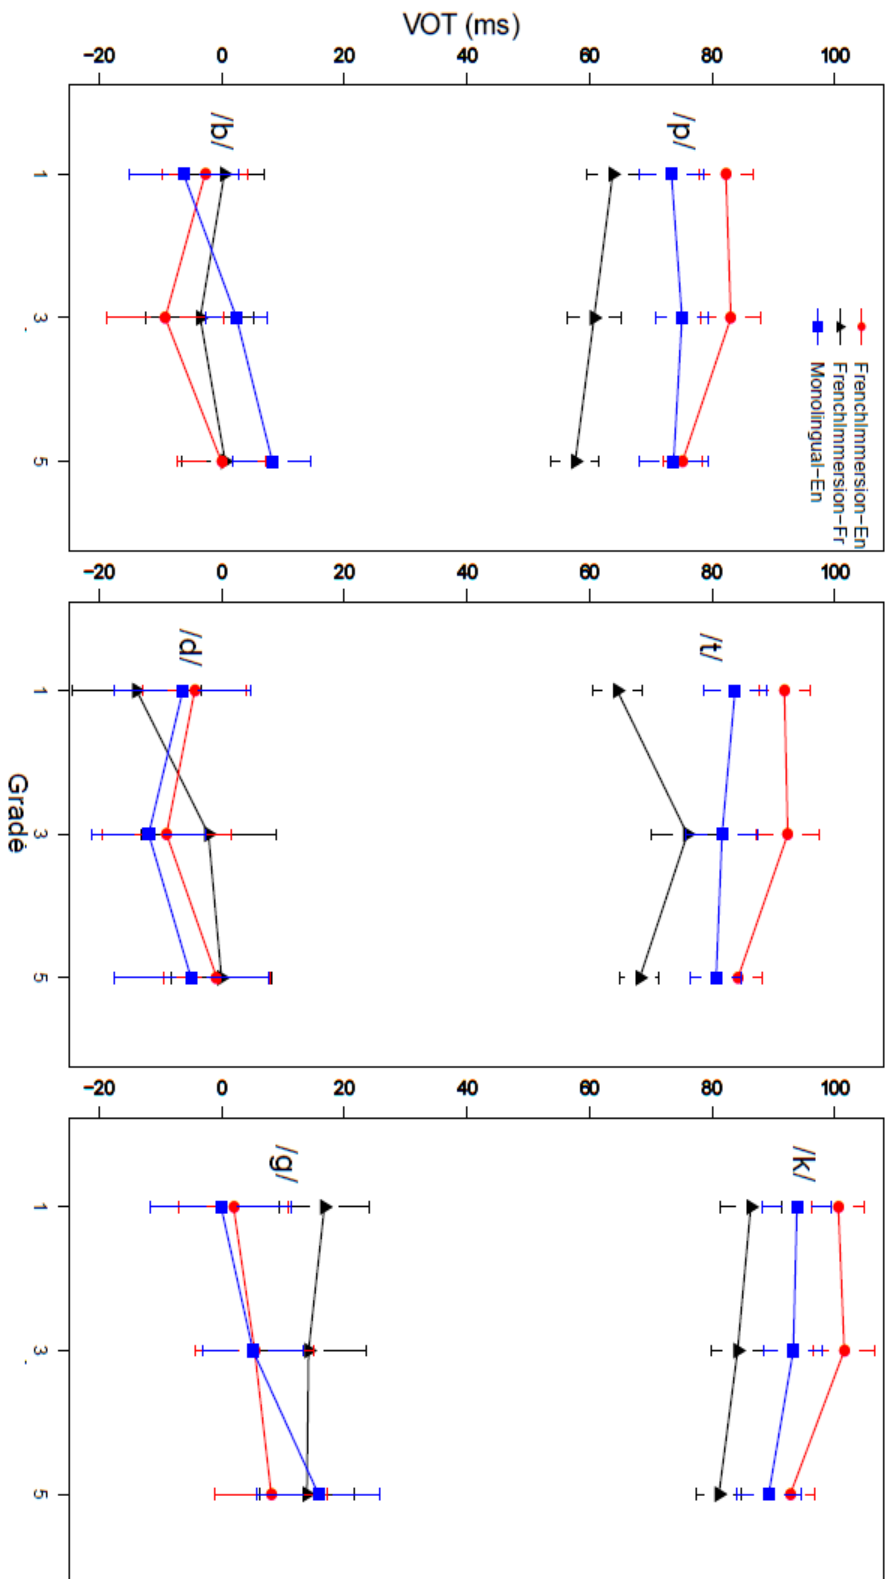 VOT (ms)
−20 0 20 40 60 80 100
/p/
/b/
FrenchImmersion−En
FrenchImmersion−Fr
Monolingual−En
1 3 5
−20 0 20 40 60 80 100
/t/
/d/
1 3 5
Grade
−20 0 20 40 60 80 100
/k/
/g/
1 3 5